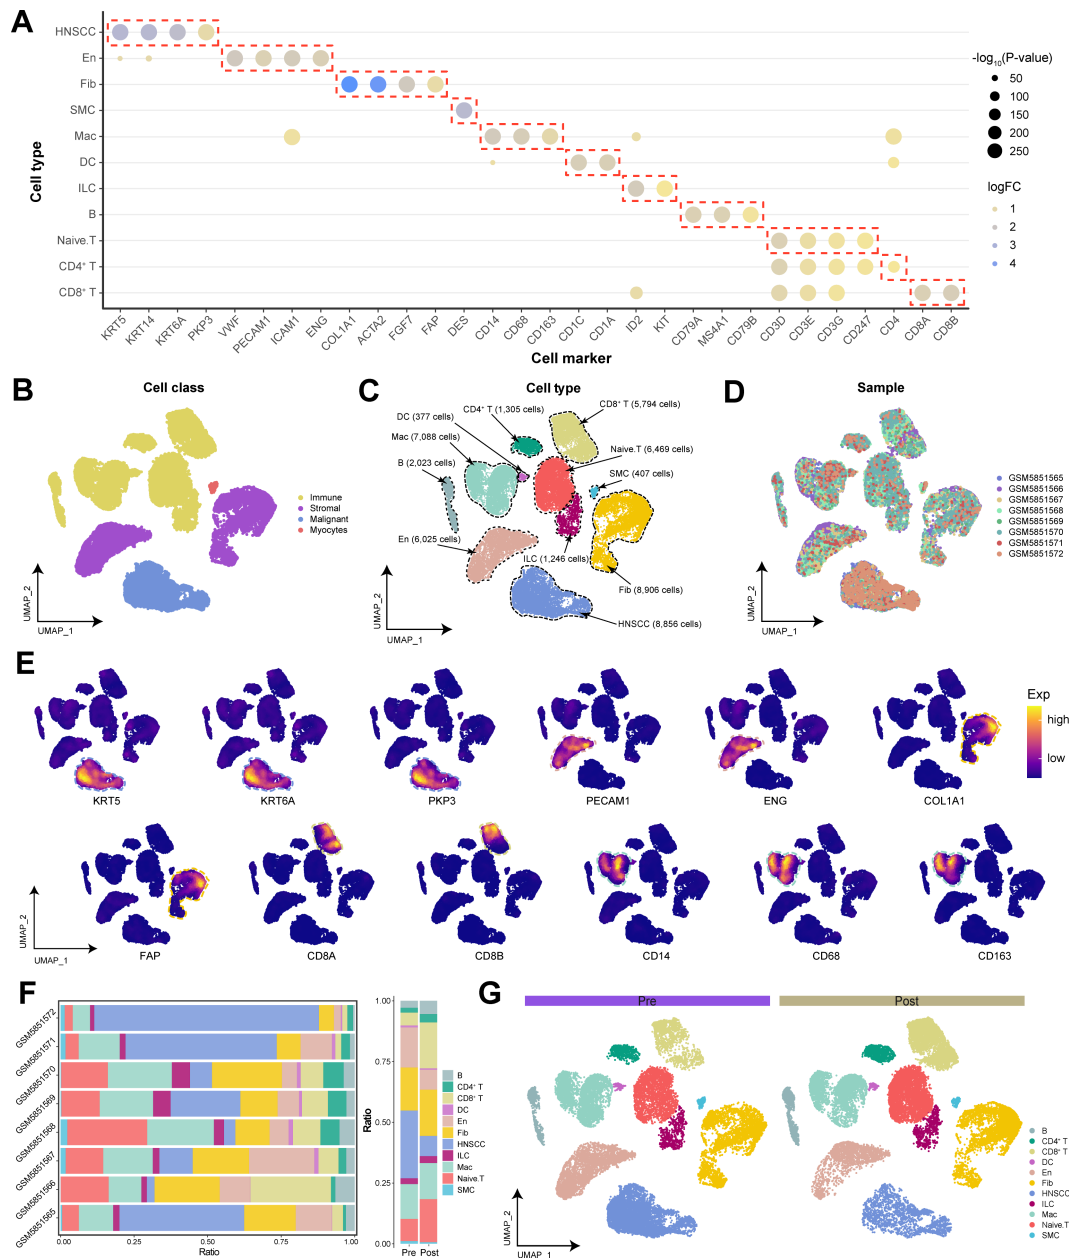 A
HNSCC
En
Fib
SMC
Mac
DC
ILC
B
Naive.T
CD4⁺ T
CD8⁺ T
Cell type
KRT5
KRT14
KRT6A
PKP3
VWF
PECAM1
ICAM1
ENG
COL1A1
ACTA2
FGF7
FAP
DES
CD14
CD68
CD163
CD1C
CD1A
ID2
KIT
CD79A
MS4A1
CD79B
CD3D
CD3E
CD3G
CD247
CD4
CD8A
CD8B
Cell marker
-log₁₀(P-value)
50
100
150
200
250
logFC
1
2
3
4
B
Cell class
Immune
Stromal
Malignant
Myocytes
UMAP_2
UMAP_1
C
Cell type
CD4⁺ T (1,305 cells)
CD8⁺ T (5,794 cells)
DC (377 cells)
Mac (7,088 cells)
Naive.T (6,469 cells)
B (2,023 cells)
SMC (407 cells)
En (6,025 cells)
ILC (1,246 cells)
Fib (8,906 cells)
HNSCC (8,856 cells)
UMAP_2
UMAP_1
D
Sample
GSM5851565
GSM5851566
GSM5851567
GSM5851568
GSM5851569
GSM5851570
GSM5851571
GSM5851572
UMAP_2
UMAP_1
E
KRT5
KRT6A
PKP3
PECAM1
ENG
COL1A1
Exp
high
low
FAP
CD8A
CD8B
CD14
CD68
CD163
UMAP_2
UMAP_1
F
GSM5851572
GSM5851571
GSM5851570
GSM5851569
GSM5851568
GSM5851567
GSM5851566
GSM5851565
0.00
0.25
0.50
0.75
1.00
Ratio
1.00
0.75
0.50
0.25
0.00
Pre
Post
B
CD4⁺ T
CD8⁺ T
DC
En
Fib
HNSCC
ILC
Mac
Naive.T
SMC
Ratio
G
Pre
Post
B
CD4⁺ T
CD8⁺ T
DC
En
Fib
HNSCC
ILC
Mac
Naive.T
SMC
UMAP_2
UMAP_1